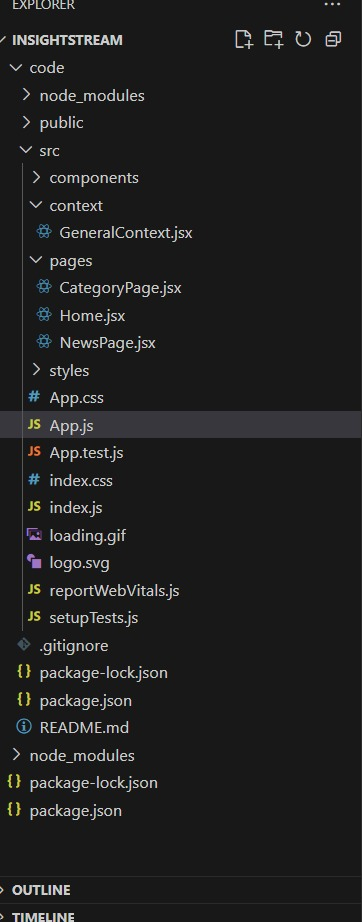 EXPLORER
INSIGHTSTREAM
code
node_modules
public
src
components
context
GeneralContext.jsx
pages
CategoryPage.jsx
Home.jsx
NewsPage.jsx
styles
# App.css
JS App.js
JS App.test.js
# index.css
JS index.js
loading.gif
logo.svg
JS reportWebVitals.js
JS setupTests.js
.gitignore
{} package-lock.json
{} package.json
README.md
node_modules
{} package-lock.json
{} package.json
OUTLINE
TIMELINE